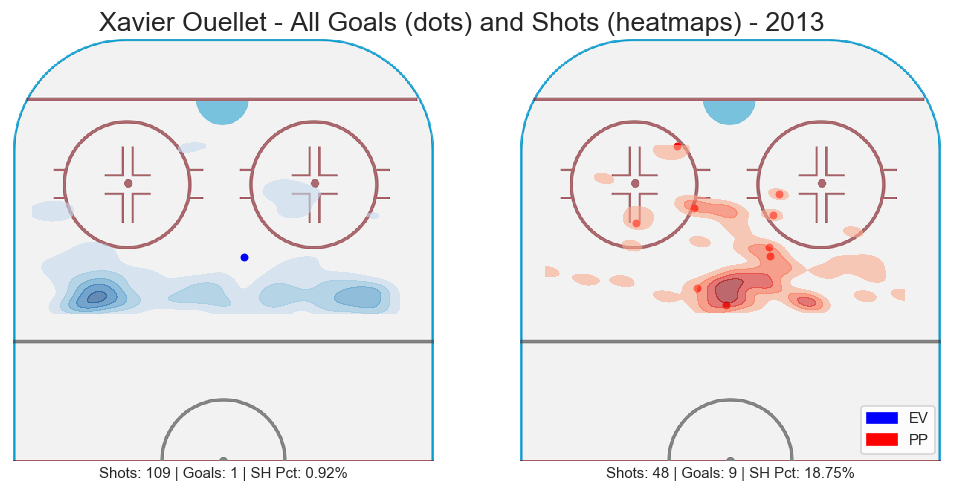 Xavier Ouellet - All Goals (dots) and Shots (heatmaps) - 2013
EV
PP
Shots: 109 | Goals: 1 | SH Pct: 0.92%
Shots: 48 | Goals: 9 | SH Pct: 18.75%